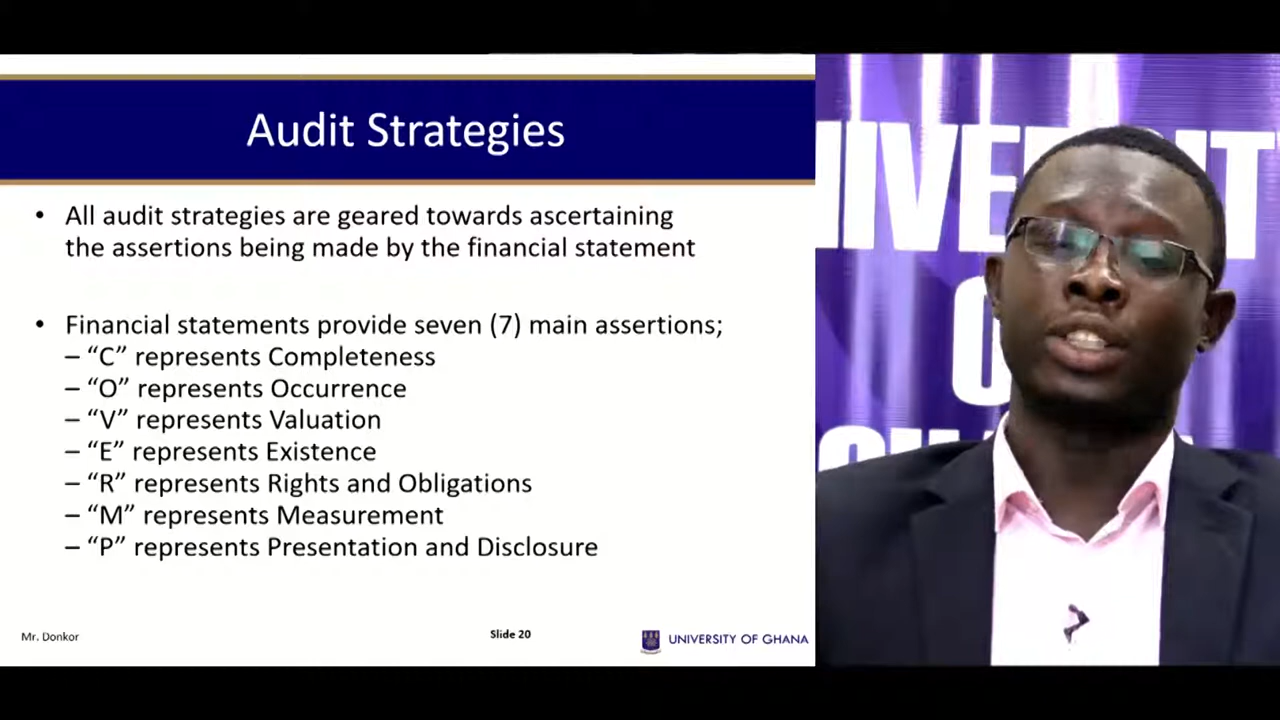 Audit Strategies
• All audit strategies are geared towards ascertaining
the assertions being made by the financial statement
• Financial statements provide seven (7) main assertions;
– “C” represents Completeness
– “O” represents Occurrence
– “V” represents Valuation
– “E” represents Existence
– “R” represents Rights and Obligations
– “M” represents Measurement
– “P” represents Presentation and Disclosure
Mr. Donkor
Slide 20
UNIVERSITY OF GHANA